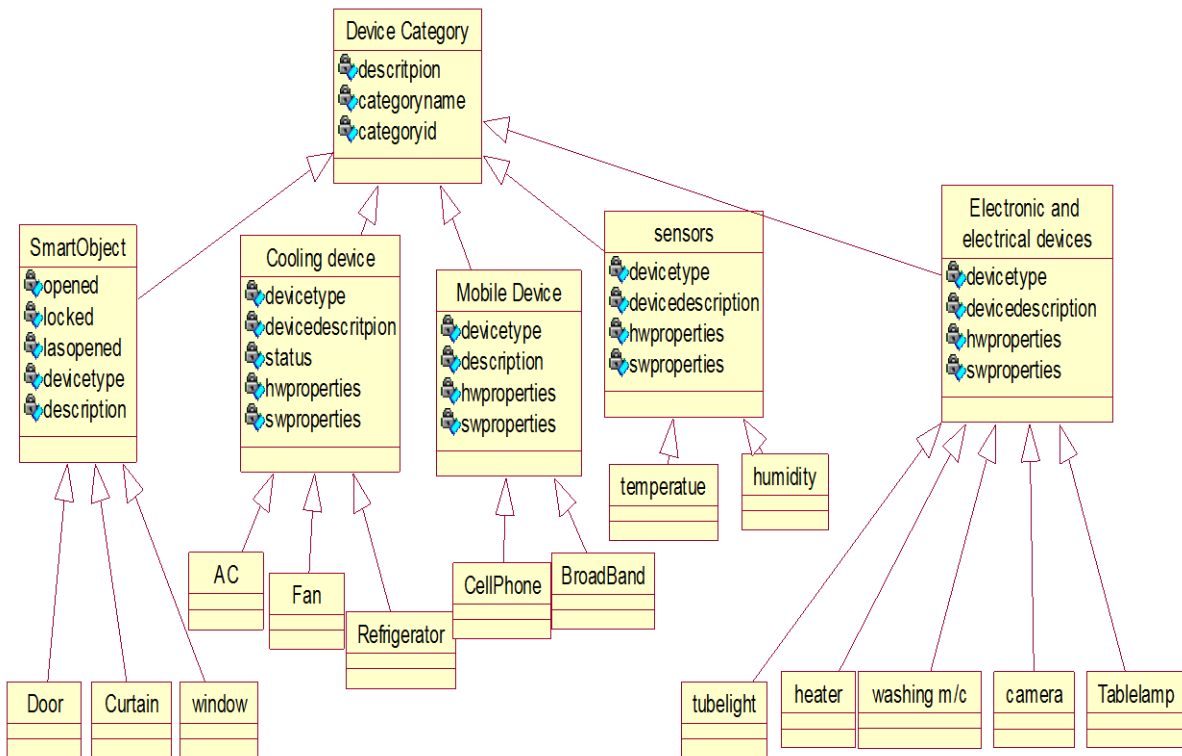 Device Category
descritpion
categoryname
categoryid
SmartObject
opened
locked
lasopened
devicetype
description
Cooling device
devicetype
devicedescritpion
status
hwproperties
swproperties
Mobile Device
devicetype
description
hwproperties
swproperties
sensors
devicetype
devicedescription
hwproperties
swproperties
Electronic and
electrical devices
devicetype
devicedescription
hwproperties
swproperties
Door
Curtain
window
AC
Fan
Refrigerator
CellPhone
BroadBand
temperatue
humidity
tubelight
heater
washing m/c
camera
Tablelamp